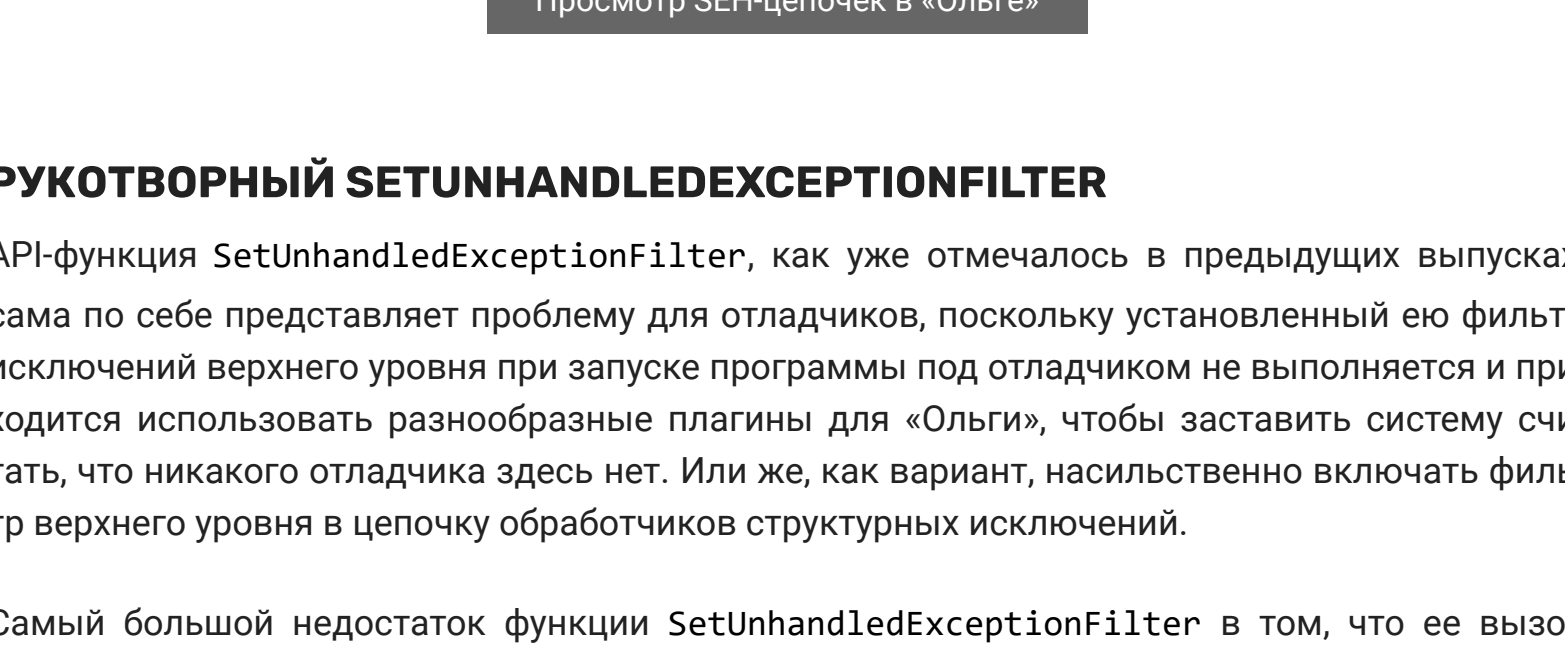 Просмотр SEH-цепочек в «Ольге»
РУКОТВОРНЫЙ SETUNHANDLEDEXCEPTIONFILTER
API-функция SetUnhandledExceptionFilter, как уже отмечалось в предыдущих выпусках
сама по себе представляет проблему для отладчиков, поскольку установленный ею фильт
исключений верхнего уровня при запуске программы под отладчиком не выполняется и при
ходится использовать разнообразные плагины для «Ольги», чтобы заставить систему счи
тать, что никакого отладчика здесь нет. Или же, как вариант, насильственно включать филь
тр верхнего уровня в цепочку обработчиков структурных исключений.
Самый большой недостаток функции SetUnhandledExceptionFilter в том, что ее вызо